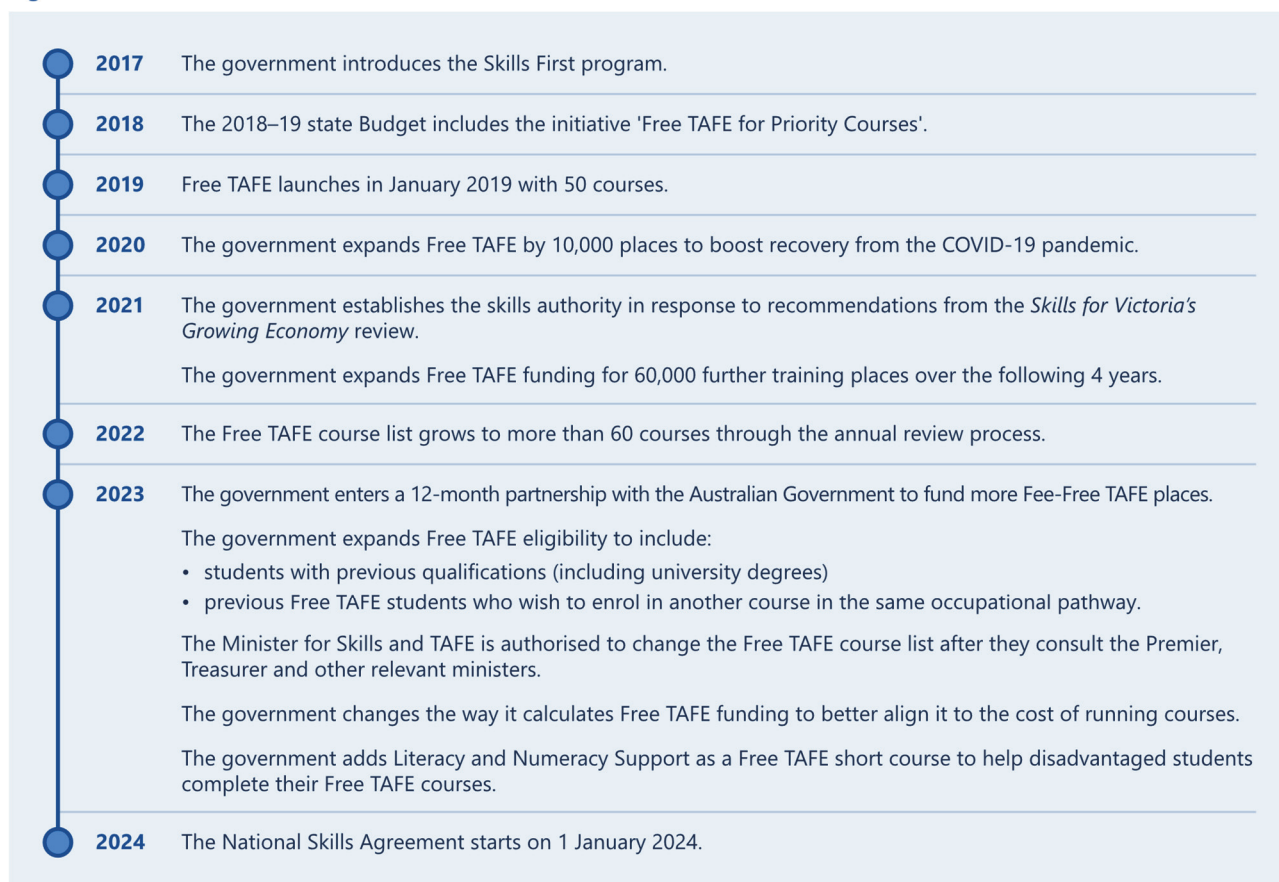 2017 The government introduces the Skills First program.
2018 The 2018–19 state Budget includes the initiative 'Free TAFE for Priority Courses'.
2019 Free TAFE launches in January 2019 with 50 courses.
2020 The government expands Free TAFE by 10,000 places to boost recovery from the COVID-19 pandemic.
2021 The government establishes the skills authority in response to recommendations from the Skills for Victoria’s
Growing Economy review.
The government expands Free TAFE funding for 60,000 further training places over the following 4 years.
2022 The Free TAFE course list grows to more than 60 courses through the annual review process.
2023 The government enters a 12-month partnership with the Australian Government to fund more Fee-Free TAFE places.
The government expands Free TAFE eligibility to include:
• students with previous qualifications (including university degrees)
• previous Free TAFE students who wish to enrol in another course in the same occupational pathway.
The Minister for Skills and TAFE is authorised to change the Free TAFE course list after they consult the Premier,
Treasurer and other relevant ministers.
The government changes the way it calculates Free TAFE funding to better align it to the cost of running courses.
The government adds Literacy and Numeracy Support as a Free TAFE short course to help disadvantaged students
complete their Free TAFE courses.
2024 The National Skills Agreement starts on 1 January 2024.